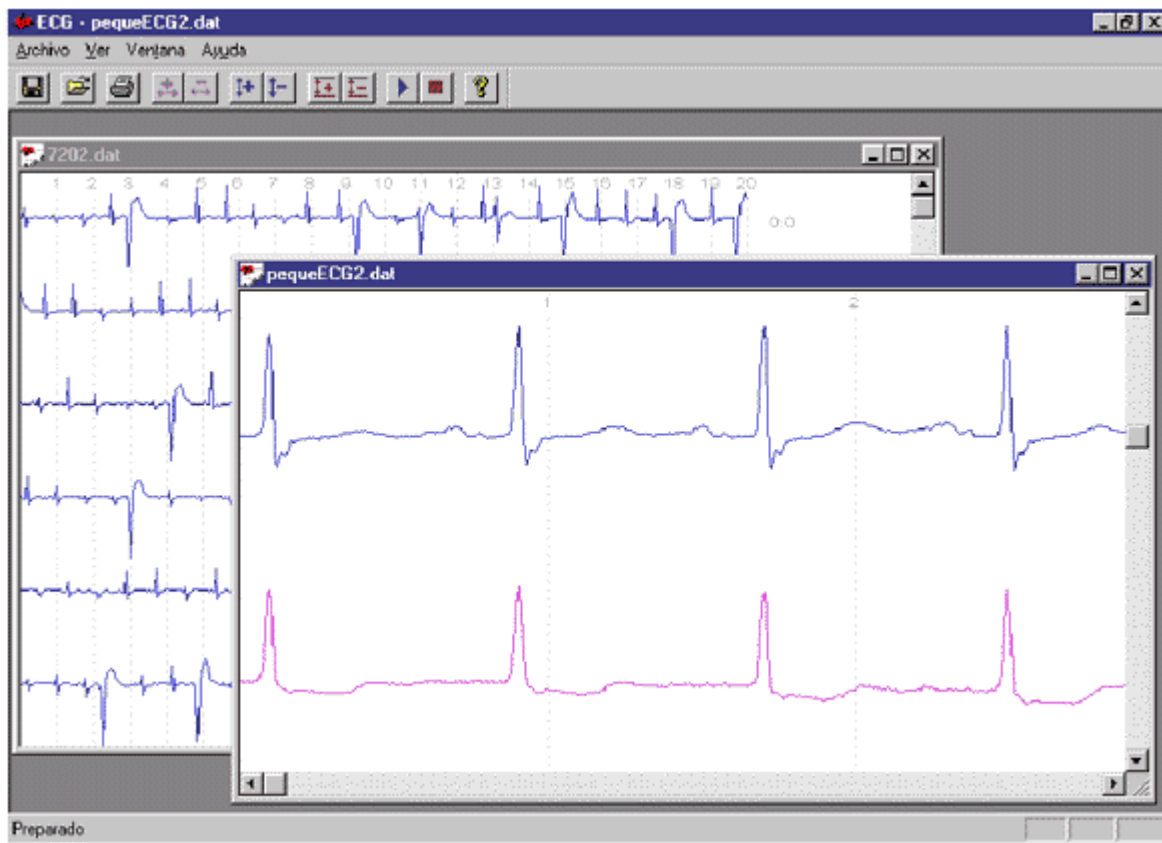 ECG - pequeECG2.dat
Archivo Ver Ventana Ayuda
7202.dat
1 2 3 4 5 6 7 8 9 10 11 12 13 14 15 16 17 18 19 20
0.0
pequeECG2.dat
1 2
Preparado